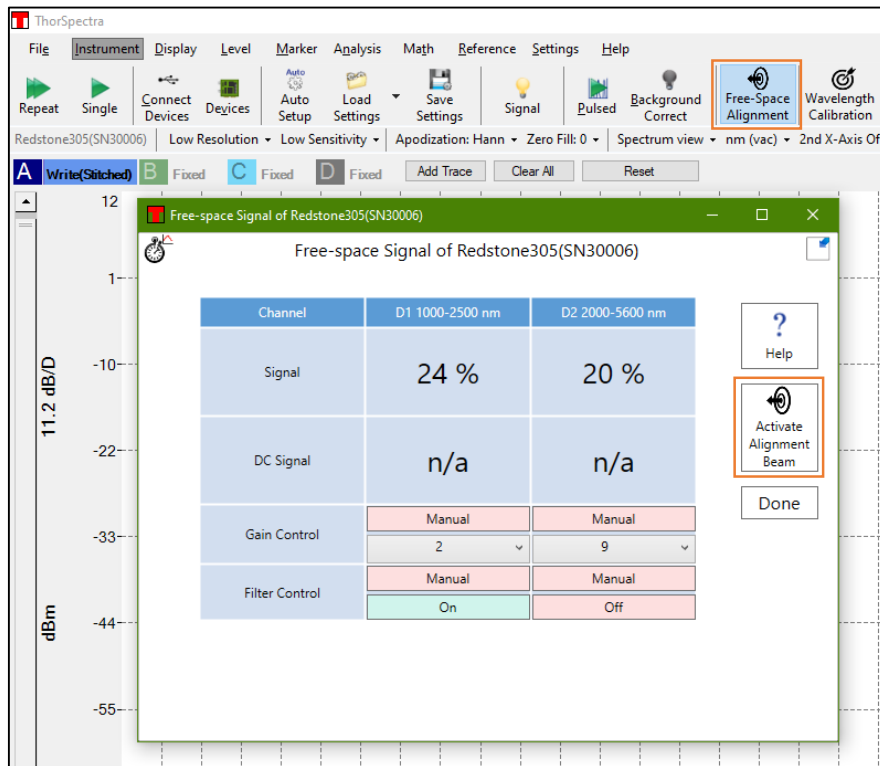 ThorSpectra
File Instrument Display Level Marker Analysis Math Reference Settings Help
Repeat Single Connect Devices Devices Auto Auto Setup Load Settings Save Settings Signal Pulsed Background Correct Free-Space Alignment Wavelength Calibration
Redstone305(SN30006) Low Resolution Low Sensitivity Apodization: Hann Zero Fill: 0 Spectrum view nm (vac) 2nd X-Axis Of
A Write(Stitched) B Fixed C Fixed D Fixed Add Trace Clear All Reset
12
Free-space Signal of Redstone305(SN30006)
Free-space Signal of Redstone305(SN30006)
1
Channel D1 1000-2500 nm D2 2000-5600 nm
?
Help
-10
11.2 dB/D
Signal 24 % 20 %
Activate
Alignment
Beam
-22
DC Signal n/a n/a
Done
-33
Gain Control
Manual Manual
2 9
Filter Control
Manual Manual
On Off
dBm
-44
-55